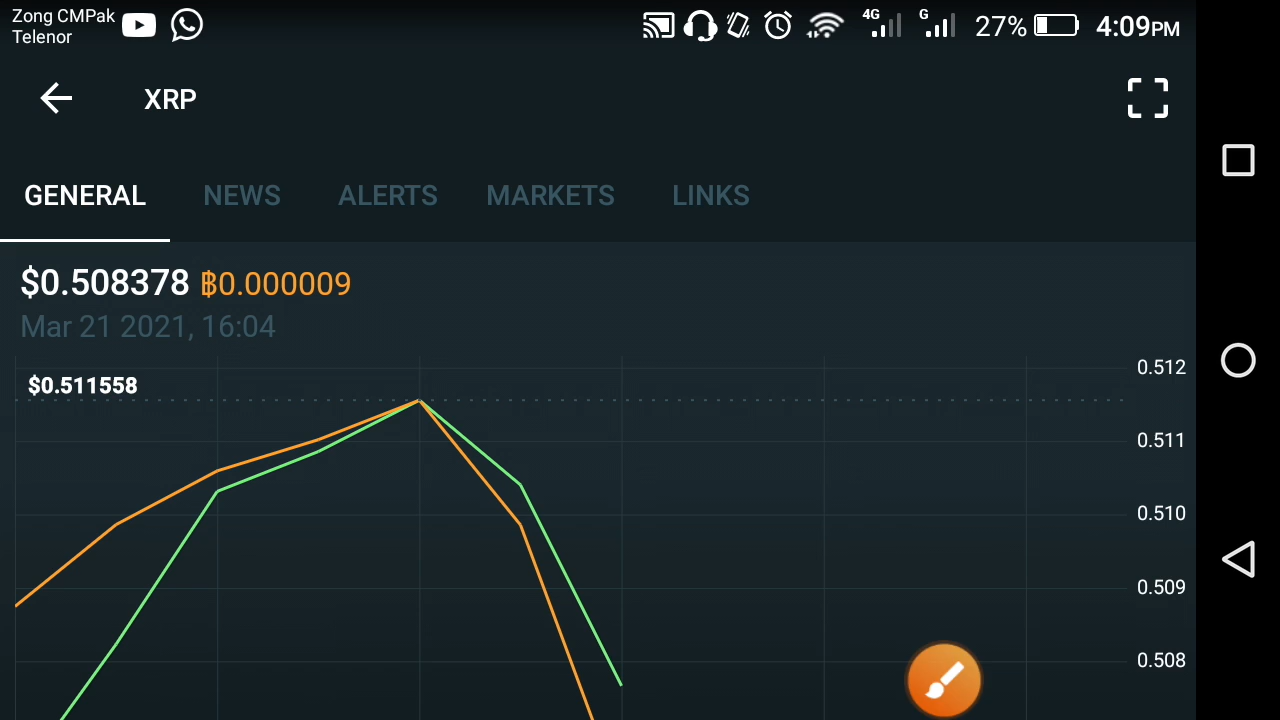 Zong CMPak
Telenor
4G G 27% 4:09PM
XRP
GENERAL NEWS ALERTS MARKETS LINKS
$0.508378 ฿0.000009
Mar 21 2021, 16:04
$0.511558
0.512
0.511
0.510
0.509
0.508